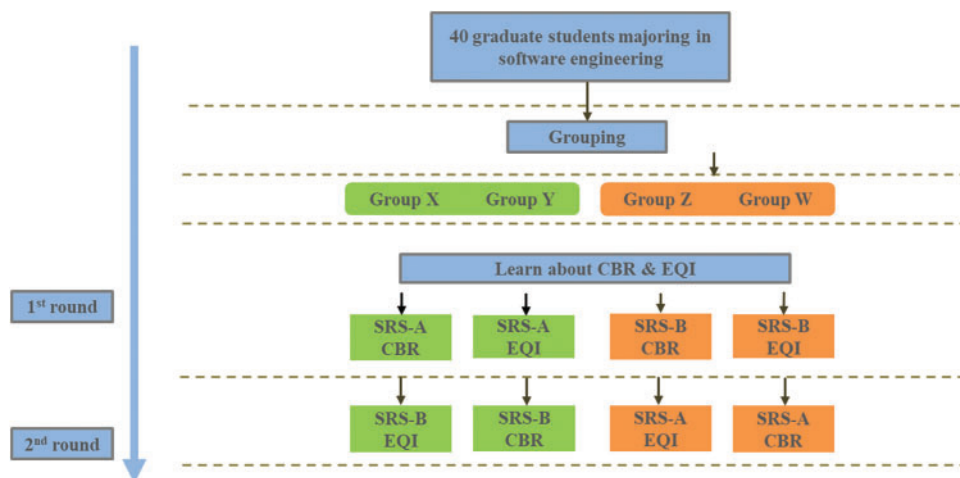 40 graduate students majoring in
software engineering
Grouping
Group X Group Y Group Z Group W
Learn about CBR & EQI
1st round
SRS-A SRS-A SRS-B SRS-B
CBR EQI CBR EQI
2nd round
SRS-B SRS-B SRS-A SRS-A
EQI CBR EQI CBR